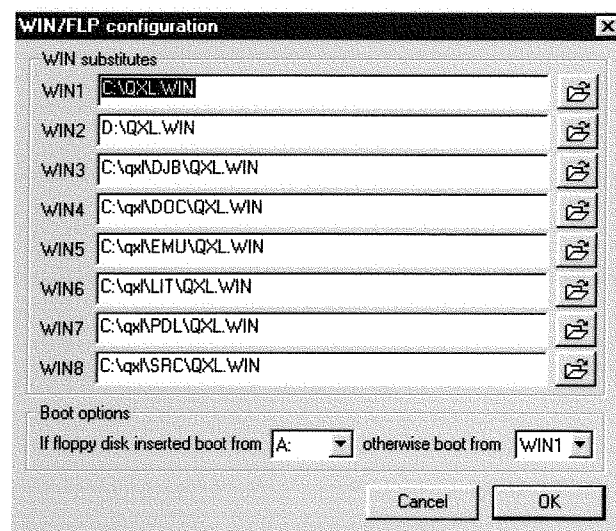 WIN/FLP configuration
WIN substitutes
WIN1 C:\QXL.WIN
WIN2 D:\QXL.WIN
WIN3 C:\qxl\DJB\QXL.WIN
WIN4 C:\qxl\DOC\QXL.WIN
WIN5 C:\qxl\EMU\QXL.WIN
WIN6 C:\qxl\LIT\QXL.WIN
WIN7 C:\qxl\PDL\QXL.WIN
WIN8 C:\qxl\SRC\QXL.WIN
Boot options
If floppy disk inserted boot from A: otherwise boot from WIN1
Cancel OK